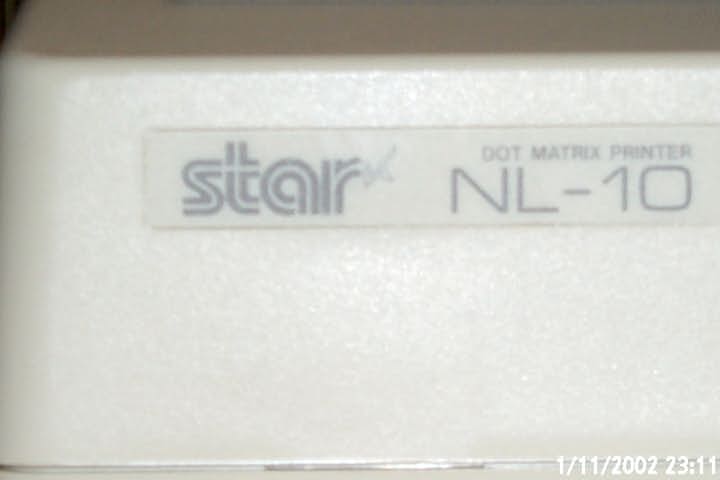 star
DOT MATRIX PRINTER
NL-10
1/11/2002 23:11